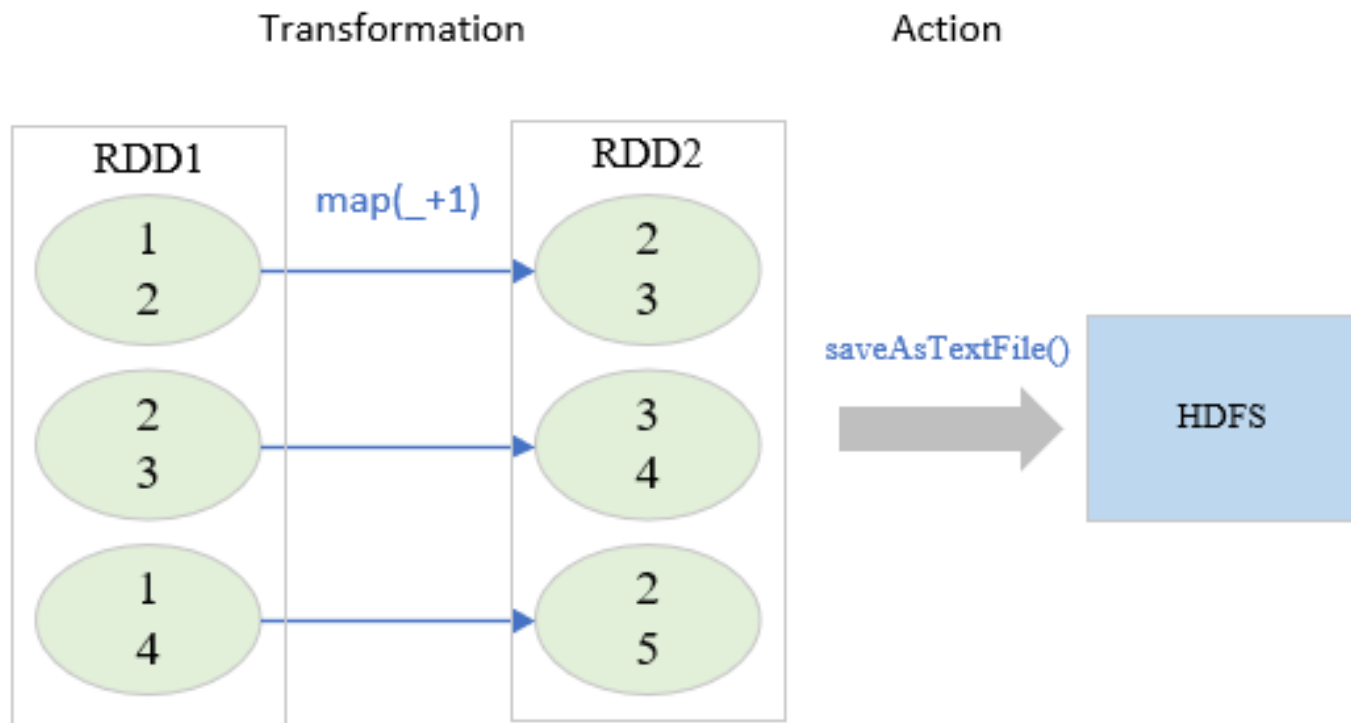 Transformation
Action
RDD1
map(_+1)
RDD2
1
2
2
3
2
3
3
4
1
4
2
5
saveAsTextFile()
HDFS